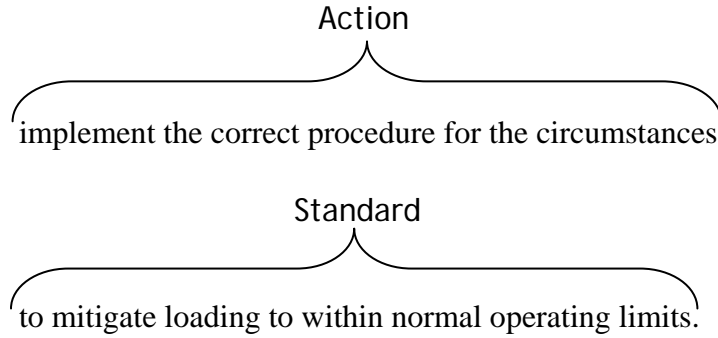 Action
implement the correct procedure for the circumstances
Standard
to mitigate loading to within normal operating limits.